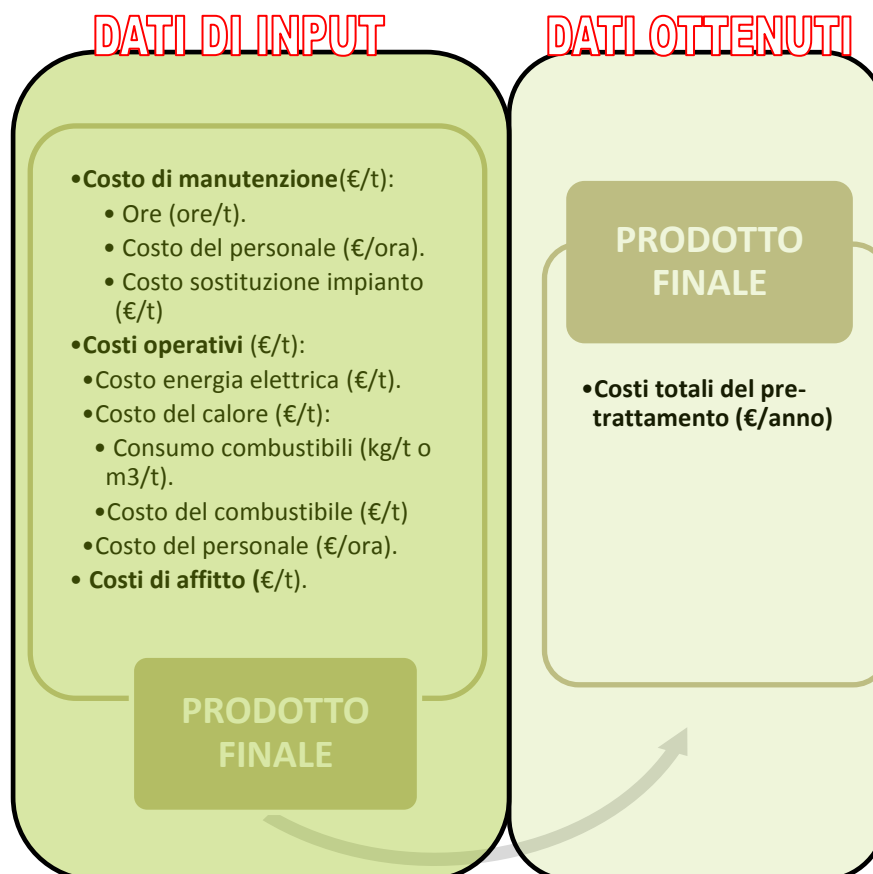 DATI DI INPUT
•Costo di manutenzione(€/t):
• Ore (ore/t).
• Costo del personale (€/ora).
• Costo sostituzione impianto
(€/t)
•Costi operativi (€/t):
•Costo energia elettrica (€/t).
•Costo del calore (€/t):
• Consumo combustibili (kg/t o
m3/t).
•Costo del combustibile (€/t)
•Costo del personale (€/ora).
• Costi di affitto (€/t).
PRODOTTO
FINALE
DATI OTTENUTI
PRODOTTO
FINALE
•Costi totali del pre-
trattamento (€/anno)